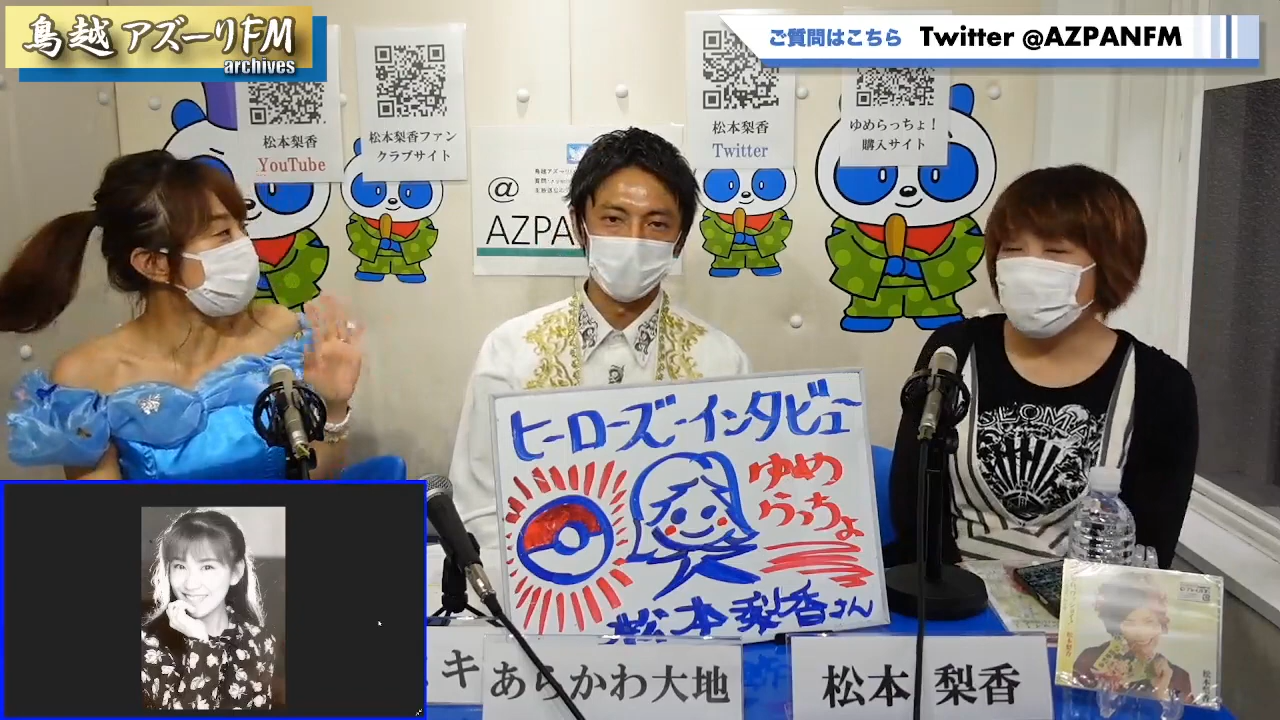 鳥越アズーリFM
archives
ご質問はこちら Twitter @AZPANFM
松本梨香
YouTube
松本梨香ファン
クラブサイト
松本梨香
Twitter
ゆめらっちょ！
購入サイト
@
AZPA
ヒーローズインタビュー
ゆめ
らっちょ
松本梨香さん
キ
あらかわ大地
松本 梨香
松本梨香